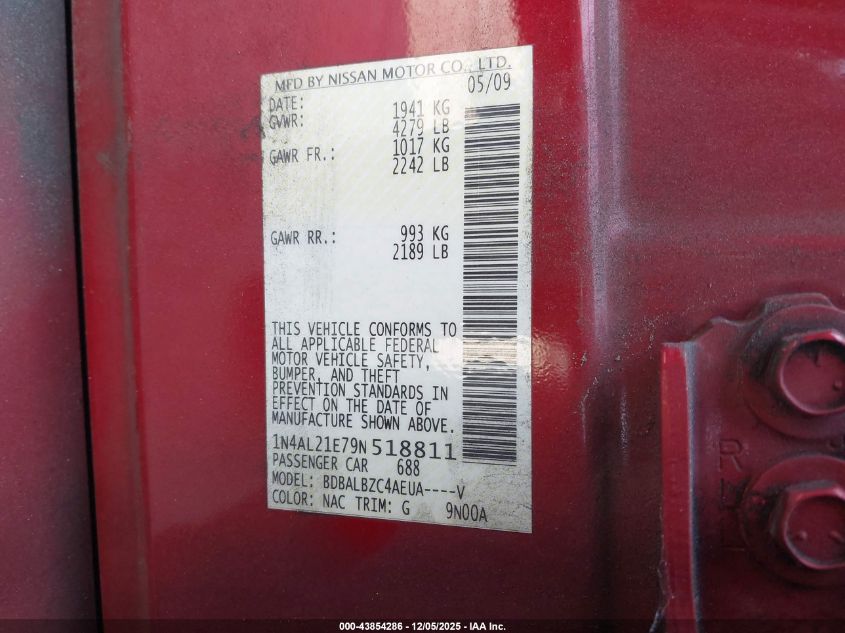 MFD BY NISSAN MOTOR CO., LTD.
DATE: 05/09
GVWR: 1941 KG
4279 LB
GAWR FR.: 1017 KG
2242 LB
GAWR RR.: 993 KG
2189 LB
THIS VEHICLE CONFORMS TO
ALL APPLICABLE FEDERAL
MOTOR VEHICLE SAFETY,
BUMPER, AND THEFT
PREVENTION STANDARDS IN
EFFECT ON THE DATE OF
MANUFACTURE SHOWN ABOVE.
1N4AL21E79N518811
PASSENGER CAR 688
MODEL: BDBALBZC4AEUA----V
COLOR: NAC TRIM: G 9N00A
000-43854286 - 12/05/2025 - IAA Inc.